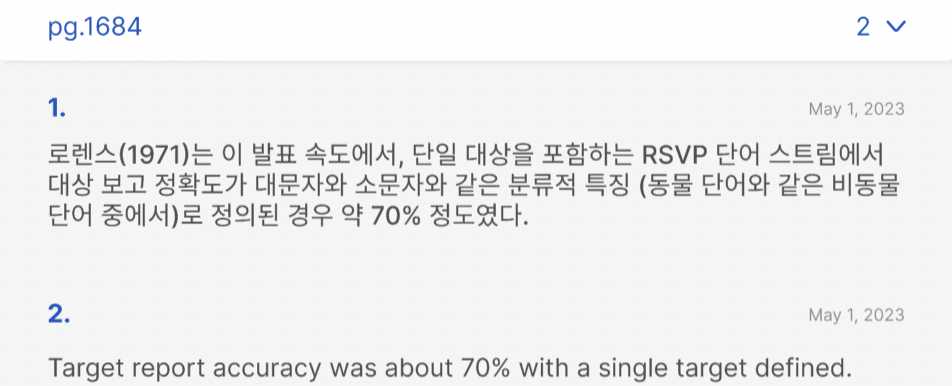 pg.1684
2
1.
May 1, 2023
로렌스(1971)는 이 발표 속도에서, 단일 대상을 포함하는 RSVP 단어 스트림에서
대상 보고 정확도가 대문자와 소문자와 같은 분류적 특징 (동물 단어와 같은 비동물
단어 중에서)로 정의된 경우 약 70% 정도였다.
2.
May 1, 2023
Target report accuracy was about 70% with a single target defined.